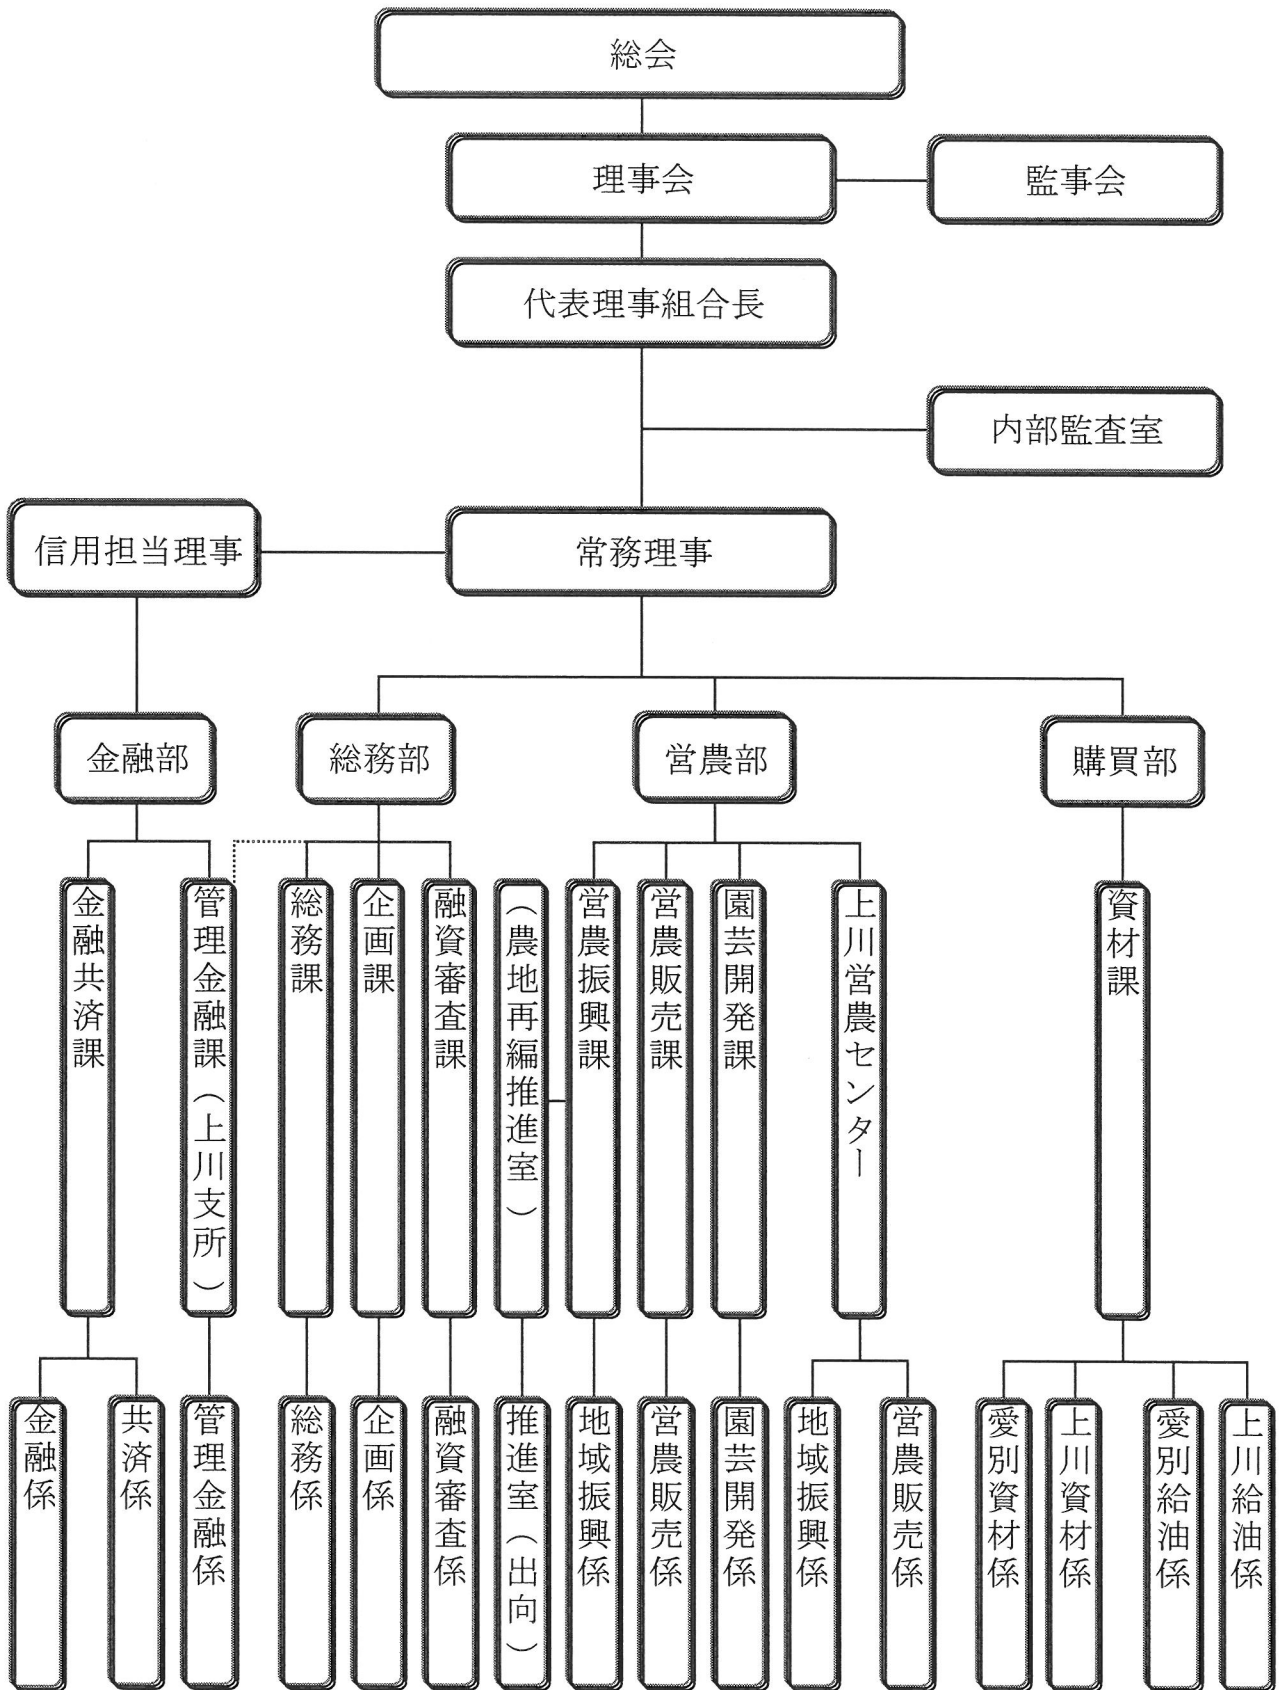 総会
理事会
監事会
代表理事組合長
内部監査室
信用担当理事
常務理事
金融部
総務部
営農部
購買部
金融共済課
管理金融課（上川支所）
総務課
企画課
融資審査課
（農地再編推進室）
営農振興課
営農販売課
園芸開発課
上川営農センター
資材課
金融係
共済係
管理金融係
総務係
企画係
融資審査係
推進室（出向）
地域振興係
営農販売係
園芸開発係
地域振興係
営農販売係
愛別資材係
上川資材係
愛別給油係
上川給油係